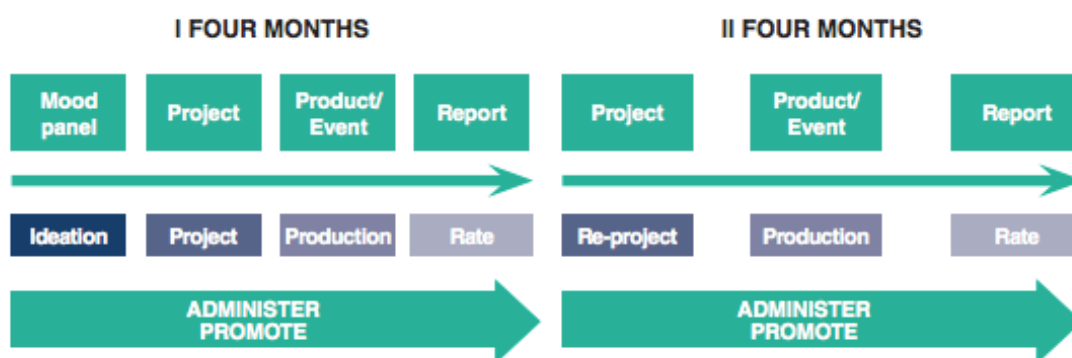 I FOUR MONTHS
II FOUR MONTHS
Mood
panel
Project
Product/
Event
Report
Project
Product/
Event
Report
Ideation
Project
Production
Rate
Re-project
Production
Rate
ADMINISTER
PROMOTE
ADMINISTER
PROMOTE